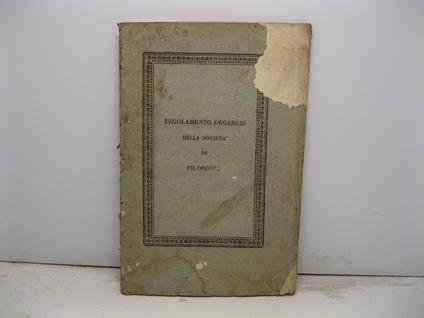 REGOLAMENTO ORGANICO
DELLA SOCIETA'
DE'